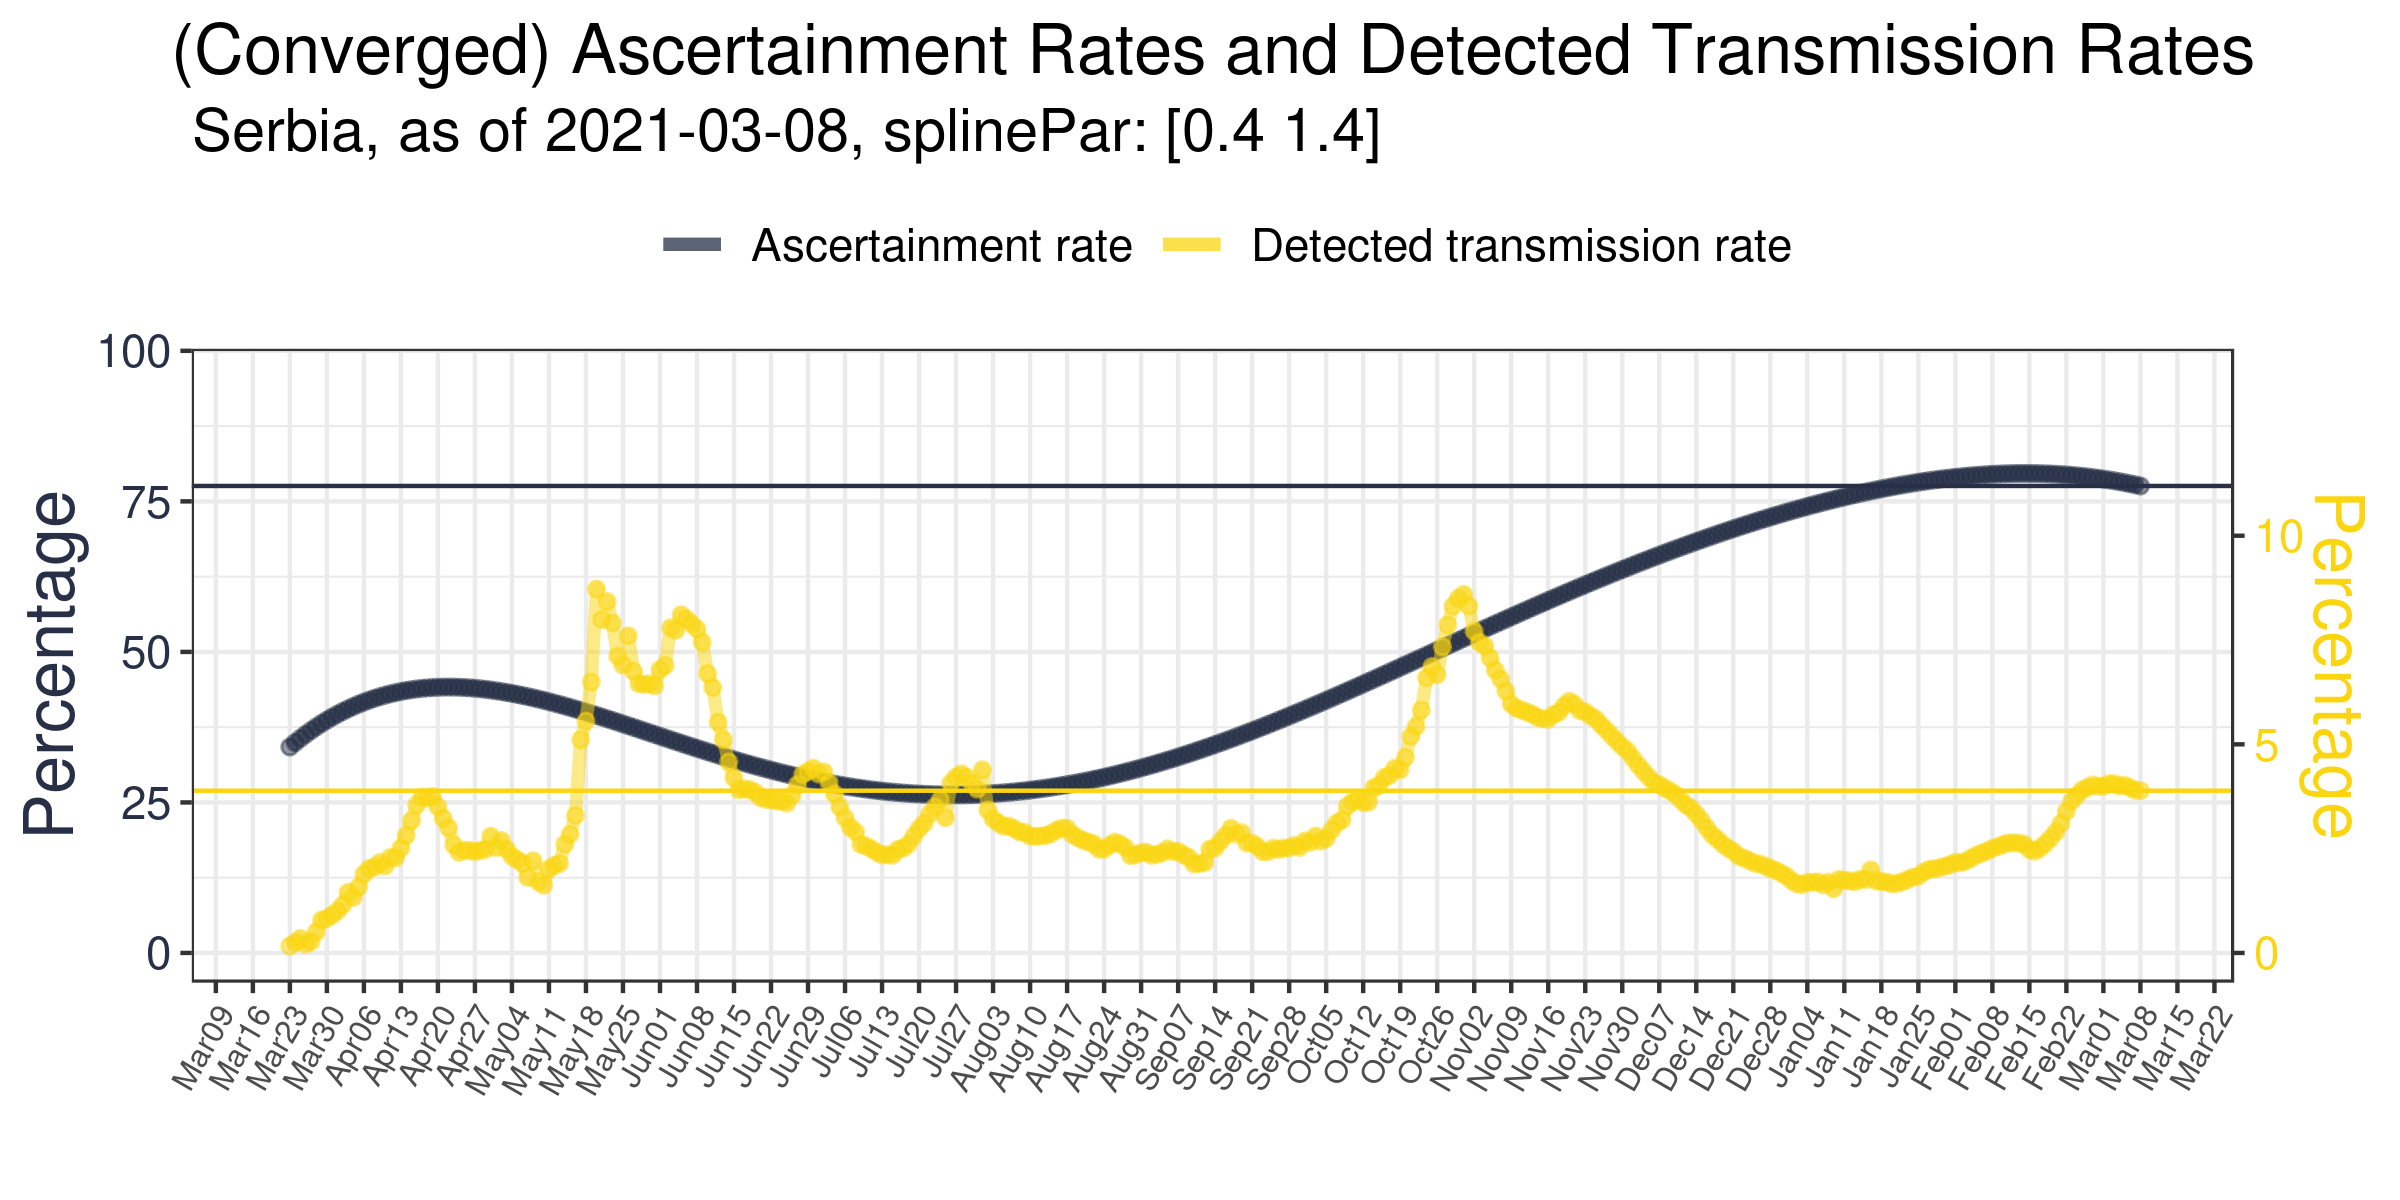 (Converged) Ascertainment Rates and Detected Transmission Rates
Serbia, as of 2021-03-08, splinePar: [0.4 1.4]
Ascertainment rate
Detected transmission rate
Percentage
100
75
50
25
0
Percentage
10
5
0
Mar09
Mar16
Mar23
Mar30
Apr06
Apr13
Apr20
Apr27
May04
May11
May18
May25
Jun01
Jun08
Jun15
Jun22
Jun29
Jul06
Jul13
Jul20
Jul27
Aug03
Aug10
Aug17
Aug24
Aug31
Sep07
Sep14
Sep21
Sep28
Oct05
Oct12
Oct19
Oct26
Nov02
Nov09
Nov16
Nov23
Nov30
Dec07
Dec14
Dec21
Dec28
Dec04
Jan11
Jan18
Jan25
Feb01
Feb08
Feb15
Feb22
Mar01
Mar08
Mar15
Mar22